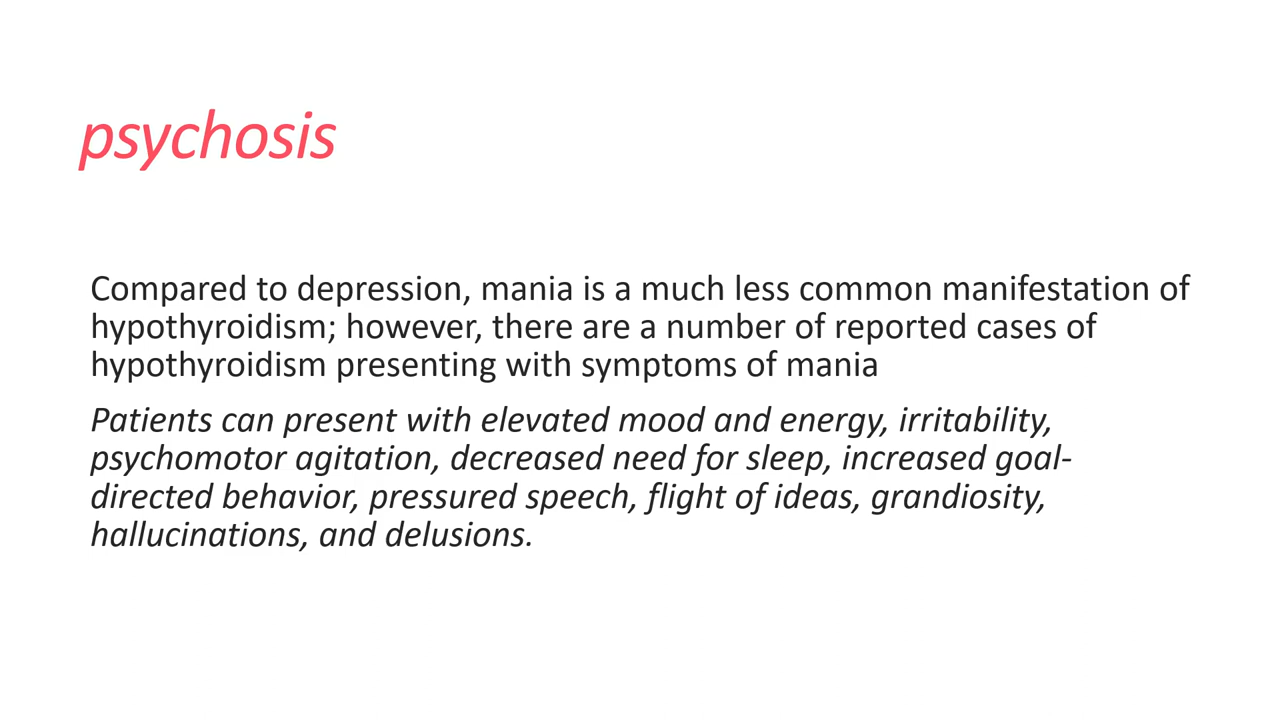 psychosis
Compared to depression, mania is a much less common manifestation of
hypothyroidism; however, there are a number of reported cases of
hypothyroidism presenting with symptoms of mania
Patients can present with elevated mood and energy, irritability,
psychomotor agitation, decreased need for sleep, increased goal-
directed behavior, pressured speech, flight of ideas, grandiosity,
hallucinations, and delusions.